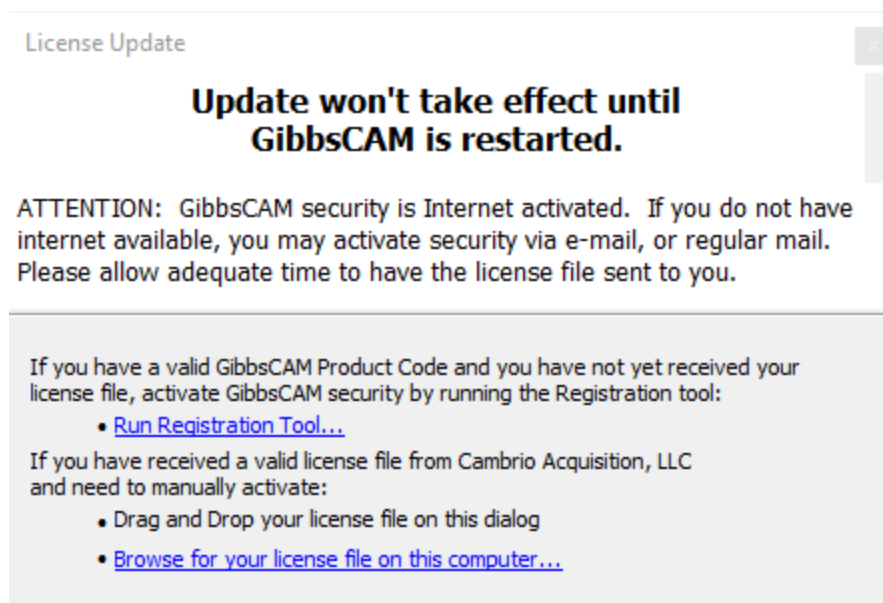 License Update
x
Update won't take effect until
GibbsCAM is restarted.
ATTENTION:  GibbsCAM security is Internet activated.  If you do not have
internet available, you may activate security via e-mail, or regular mail.
Please allow adequate time to have the license file sent to you.
If you have a valid GibbsCAM Product Code and you have not yet received your
license file, activate GibbsCAM security by running the Registration tool:
• Run Registration Tool...
If you have received a valid license file from Cambrio Acquisition, LLC
and need to manually activate:
• Drag and Drop your license file on this dialog
• Browse for your license file on this computer...